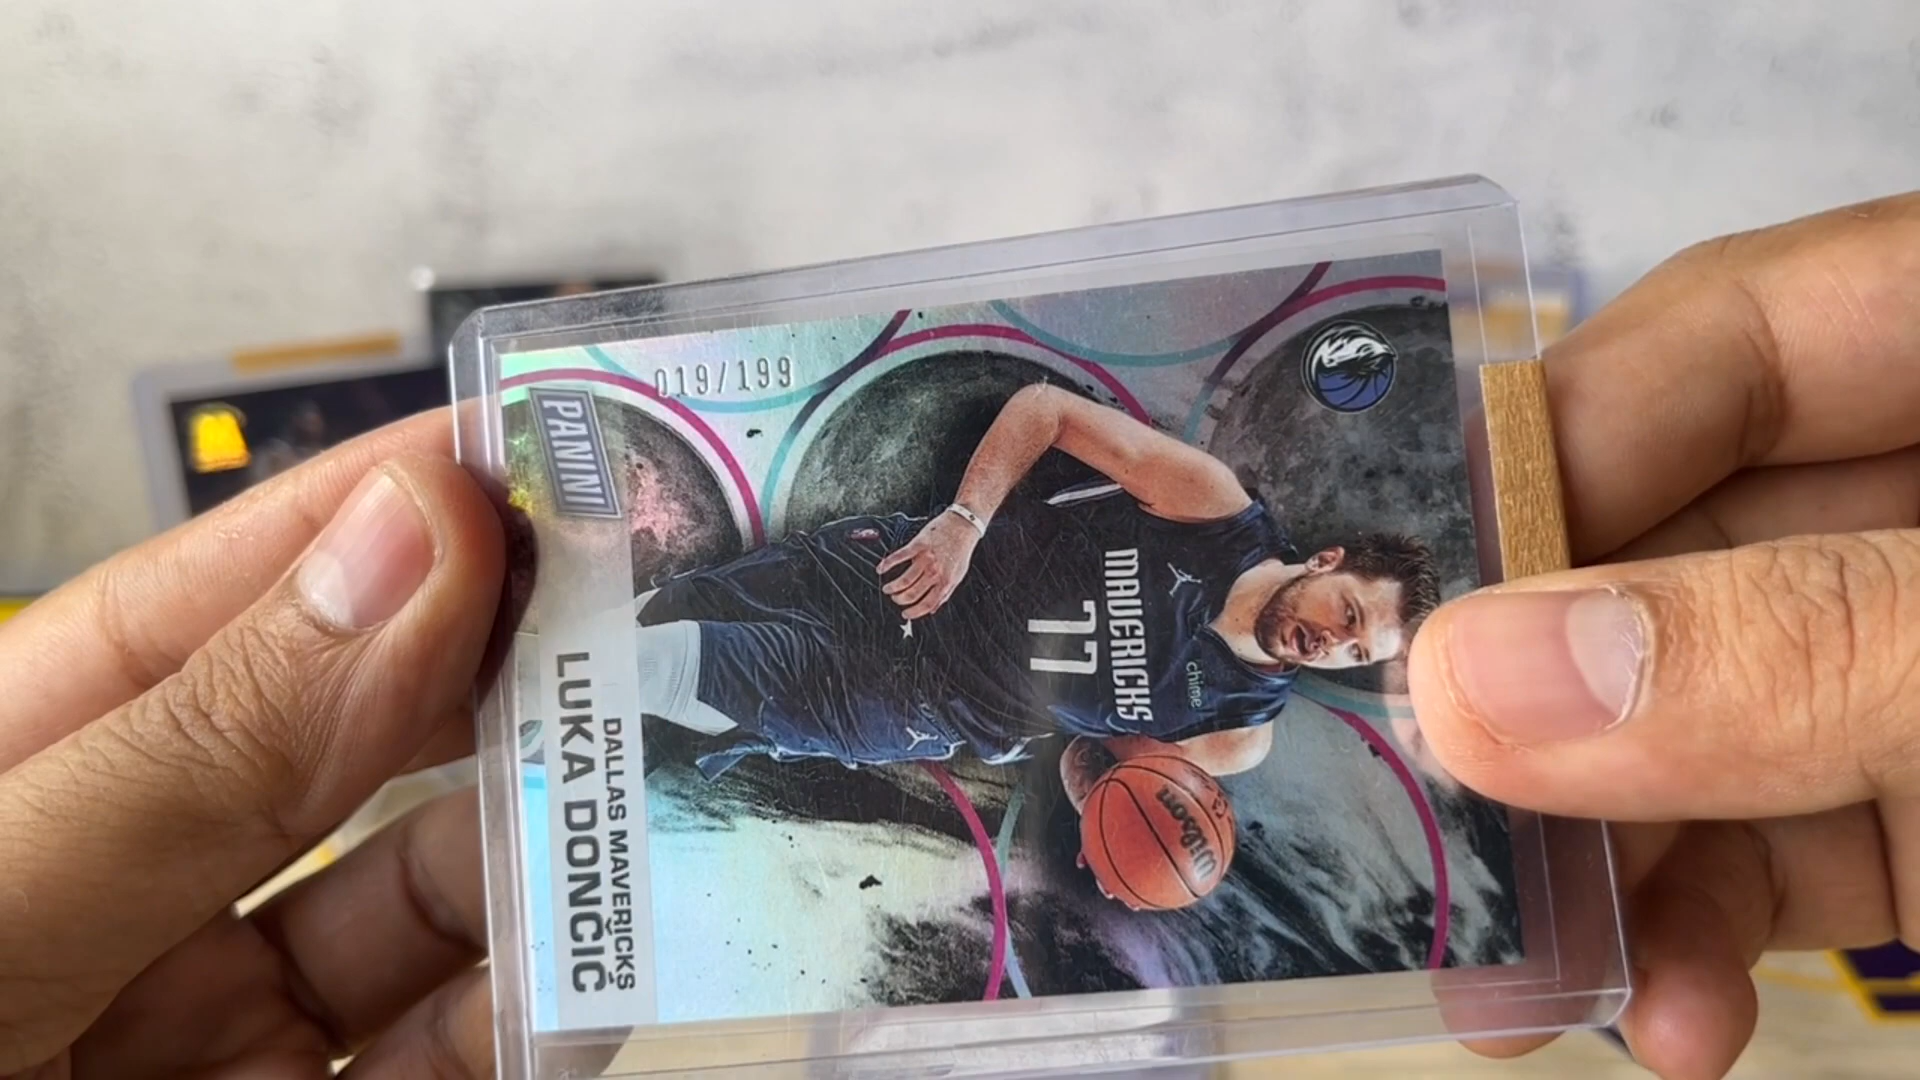 019/199
PANINI
chime
MAVERICKS
77
Wilson
DALLAS MAVERICKS
LUKA DONČIĆ